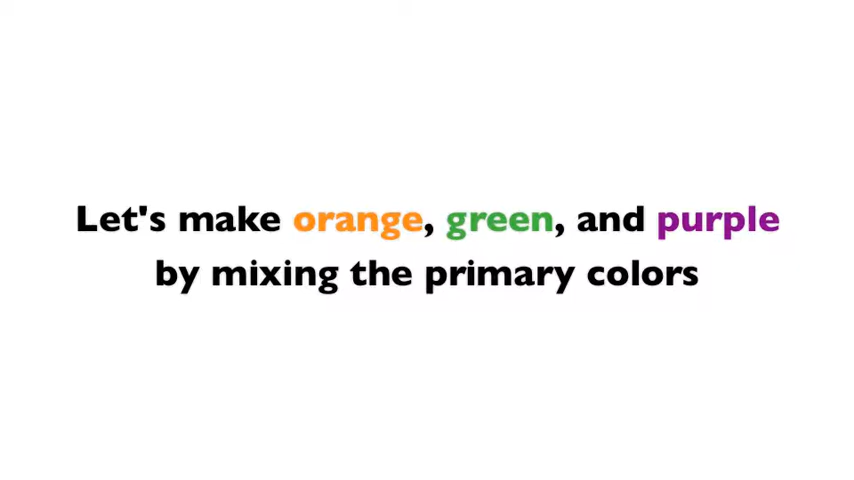 Let's make orange, green, and purple
by mixing the primary colors